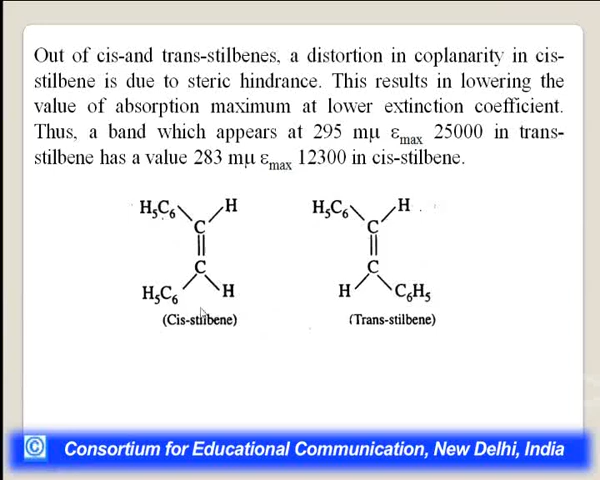 Out of cis-and trans-stilbenes, a distortion in coplanarity in cis-
stilbene is due to steric hindrance. This results in lowering the
value of absorption maximum at lower extinction coefficient.
Thus, a band which appears at 295 mμ εmax 25000 in trans-
stilbene has a value 283 mμ εmax 12300 in cis-stilbene.
H5C6 H H5C6 H
C C
C C
H5C6 H H C6H5
(Cis-stilbene) (Trans-stilbene)
© Consortium for Educational Communication, New Delhi, India